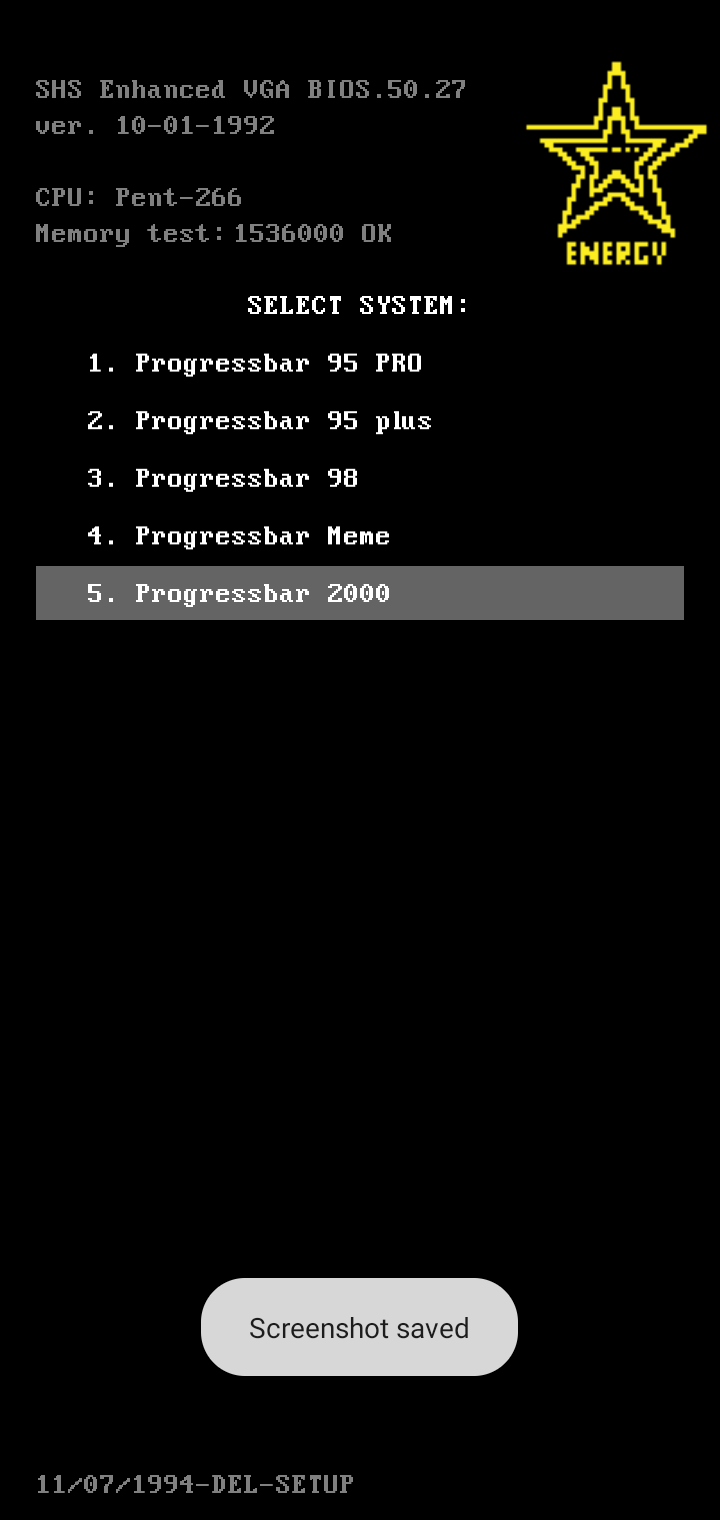 SHS Enhanced VGA BIOS.50.27
ver. 10-01-1992
ENERGY
CPU: Pent-266
Memory test: 1536000 OK
SELECT SYSTEM:
1. Progressbar 95 PRO
2. Progressbar 95 plus
3. Progressbar 98
4. Progressbar Meme
5. Progressbar 2000
Screenshot saved
11/07/1994-DEL-SETUP